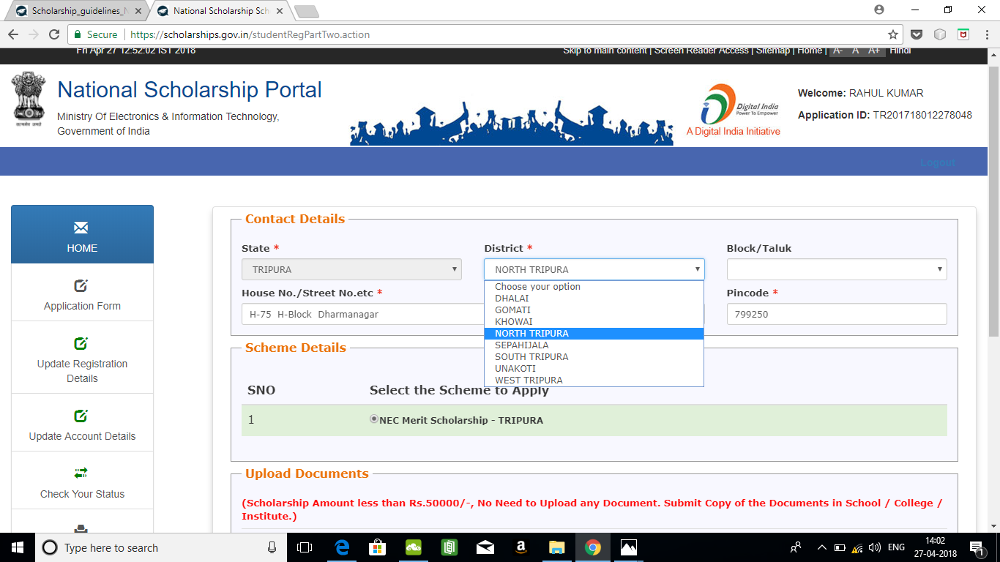 Scholarship_guidelines_N
National Scholarship Sch
Secure
https://scholarships.gov.in/studentRegPartTwo.action
Fri Apr 27 12:52:02 IST 2018
Skip to main content | Screen Reader Access | Sitemap | Home | A- A A+ Hindi
National Scholarship Portal
Ministry Of Electronics & Information Technology,
Government of India
सत्यमेव जयते
Digital India
Power To Empower
A Digital India Initiative
Welcome: RAHUL KUMAR
Application ID: TR201718012278048
Logout
HOME
Application Form
Update Registration
Details
Update Account Details
Check Your Status
Contact Details
State *
District *
Block/Taluk
TRIPURA
NORTH TRIPURA
Choose your option
DHALAI
GOMATI
KHOWAI
NORTH TRIPURA
SEPAHIJALA
SOUTH TRIPURA
UNAKOTI
WEST TRIPURA
House No./Street No.etc *
Pincode *
H-75 H-Block Dharmanagar
799250
Scheme Details
SNO
Select the Scheme to Apply
1
NEC Merit Scholarship - TRIPURA
Upload Documents
(Scholarship Amount less than Rs.50000/-, No Need to Upload any Document. Submit Copy of the Documents in School / College /
Institute.)
Type here to search
ENG
14:02
27-04-2018
1